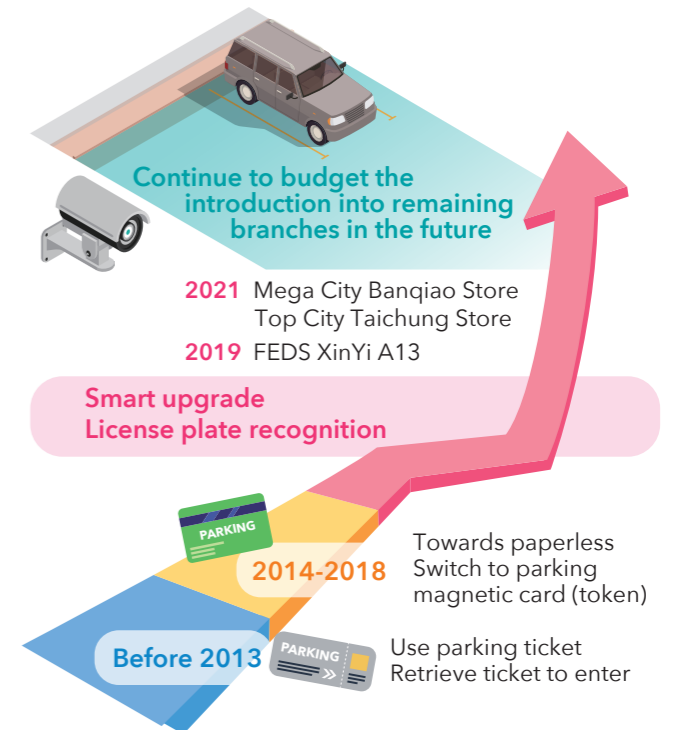 Continue to budget the
introduction into remaining
branches in the future
2021 Mega City Banqiao Store
Top City Taichung Store
2019 FEDS XinYi A13
Smart upgrade
License plate recognition
PARKING
2014-2018
Towards paperless
Switch to parking
magnetic card (token)
Before 2013
PARKING
Use parking ticket
Retrieve ticket to enter